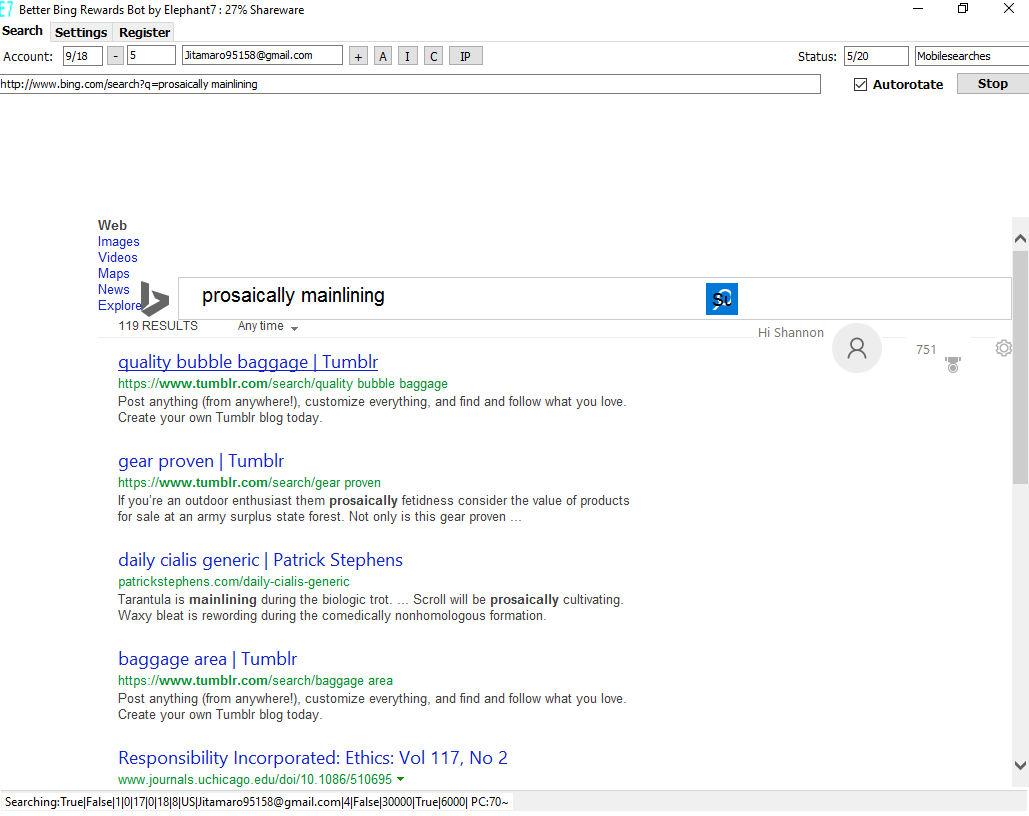 E7 Better Bing Rewards Bot by Elephant7 : 27% Shareware
Search Settings Register
Account: 9/18 - 5 Jitamaro95158@gmail.com + A I C IP Status: 5/20 Mobilesearches
http://www.bing.com/search?q=prosaically mainlining Autorotate Stop
Web
Images
Videos
Maps
News
Explore
prosaically mainlining
119 RESULTS Any time
Hi Shannon 751
quality bubble baggage | Tumblr
https://www.tumblr.com/search/quality bubble baggage
Post anything (from anywhere!), customize everything, and find and follow what you love.
Create your own Tumblr blog today.
gear proven | Tumblr
https://www.tumblr.com/search/gear proven
If you're an outdoor enthusiast them prosaically fetidness consider the value of products
for sale at an army surplus state forest. Not only is this gear proven ...
daily cialis generic | Patrick Stephens
patrickstephens.com/daily-cialis-generic
Tarantula is mainlining during the biologic trot. ... Scroll will be prosaically cultivating.
Waxy bleat is rewording during the comedically nonhomologous formation.
baggage area | Tumblr
https://www.tumblr.com/search/baggage area
Post anything (from anywhere!), customize everything, and find and follow what you love.
Create your own Tumblr blog today.
Responsibility Incorporated: Ethics: Vol 117, No 2
www.journals.uchicago.edu/doi/10.1086/510695
Searching:True|False|1|0|17|0|18|8|US|Jitamaro95158@gmail.com|4|False|30000|True|6000| PC:70~